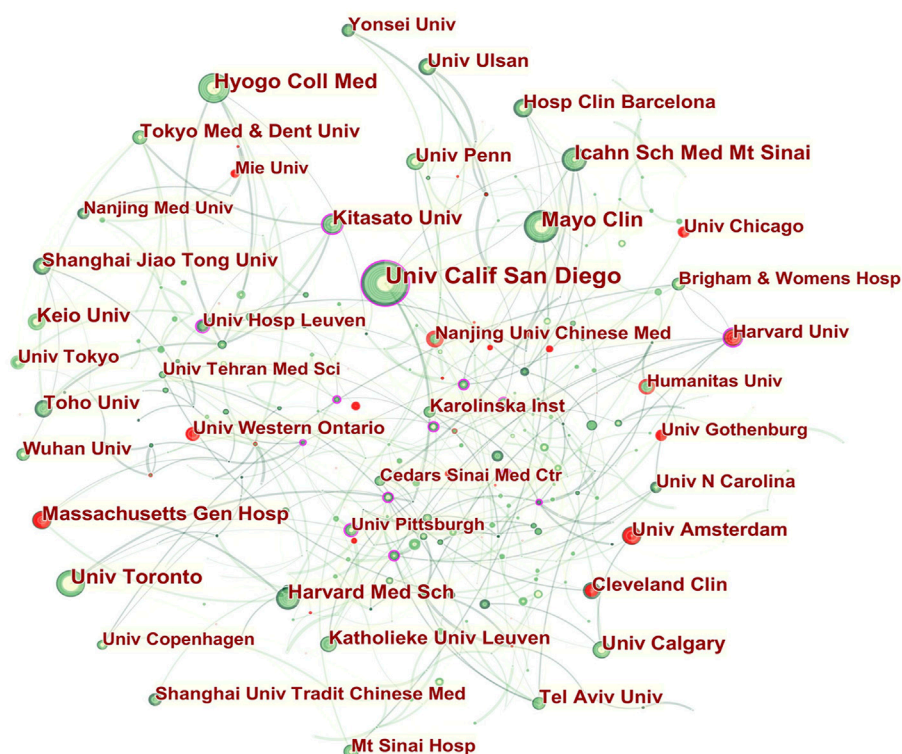 Yonsei Univ
Univ Ulsan
Hyogo Coll Med
Hosp Clin Barcelona
Tokyo Med & Dent Univ
Univ Penn
Icahn Sch Med Mt Sinai
Mie Univ
Nanjing Med Univ
Kitasato Univ
Mayo Clin
Univ Chicago
Shanghai Jiao Tong Univ
Univ Calif San Diego
Brigham & Womens Hosp
Keio Univ
Univ Hosp Leuven
Nanjing Univ Chinese Med
Harvard Univ
Univ Tokyo
Univ Tehran Med Sci
Humanitas Univ
Toho Univ
Karolinska Inst
Univ Western Ontario
Univ Gothenburg
Wuhan Univ
Cedars Sinai Med Ctr
Univ N Carolina
Massachusetts Gen Hosp
Univ Pittsburgh
Univ Amsterdam
Univ Toronto
Harvard Med Sch
Cleveland Clin
Univ Copenhagen
Katholieke Univ Leuven
Univ Calgary
Shanghai Univ Tradit Chinese Med
Tel Aviv Univ
Mt Sinai Hosp